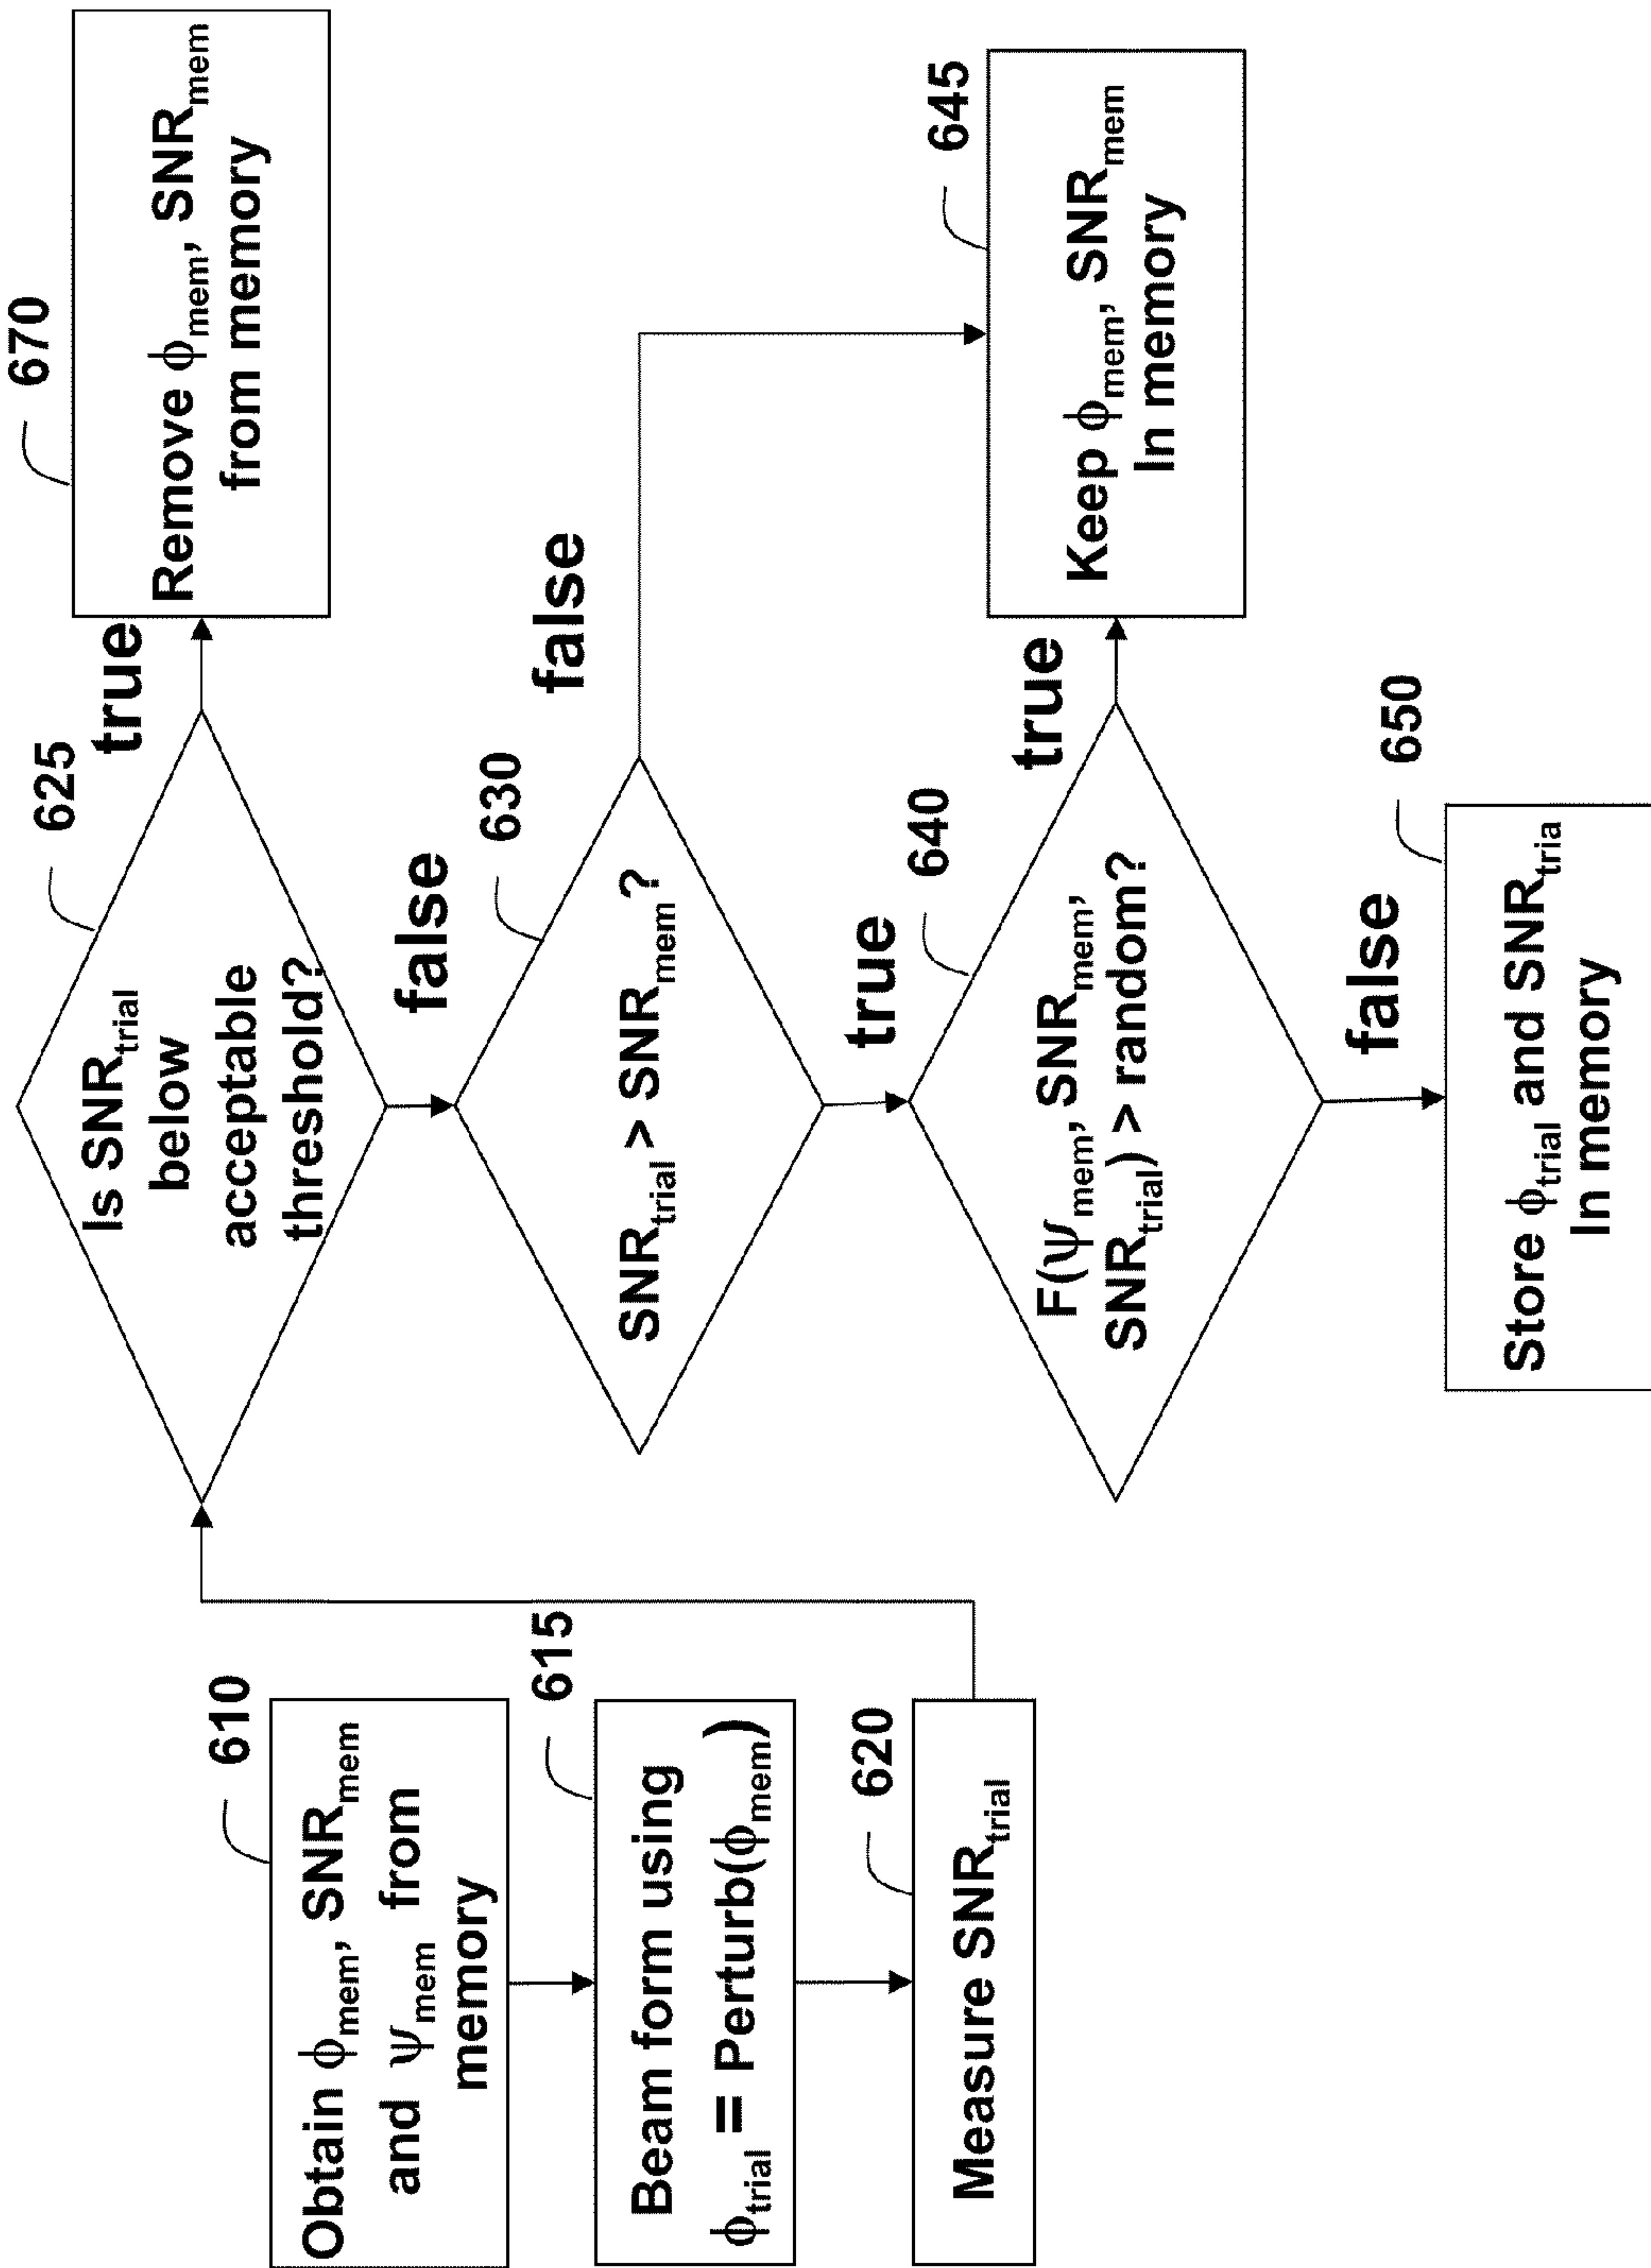 610
Obtain ϕmem, SNRmem
and ψmem from
memory
615
Beam form using
ϕtrial = Perturb(ϕmem)
620
Measure SNRtrial
625
Is SNRtrial
below
acceptable
threshold?
true
670
Remove ϕmem, SNRmem
from memory
false
630
SNRtrial > SNRmem ?
false
true
640
F(ψmem, SNRmem,
SNRtrial) > random?
true
645
Keep ϕmem, SNRmem
In memory
false
650
Store ϕtrial and SNRtria
In memory